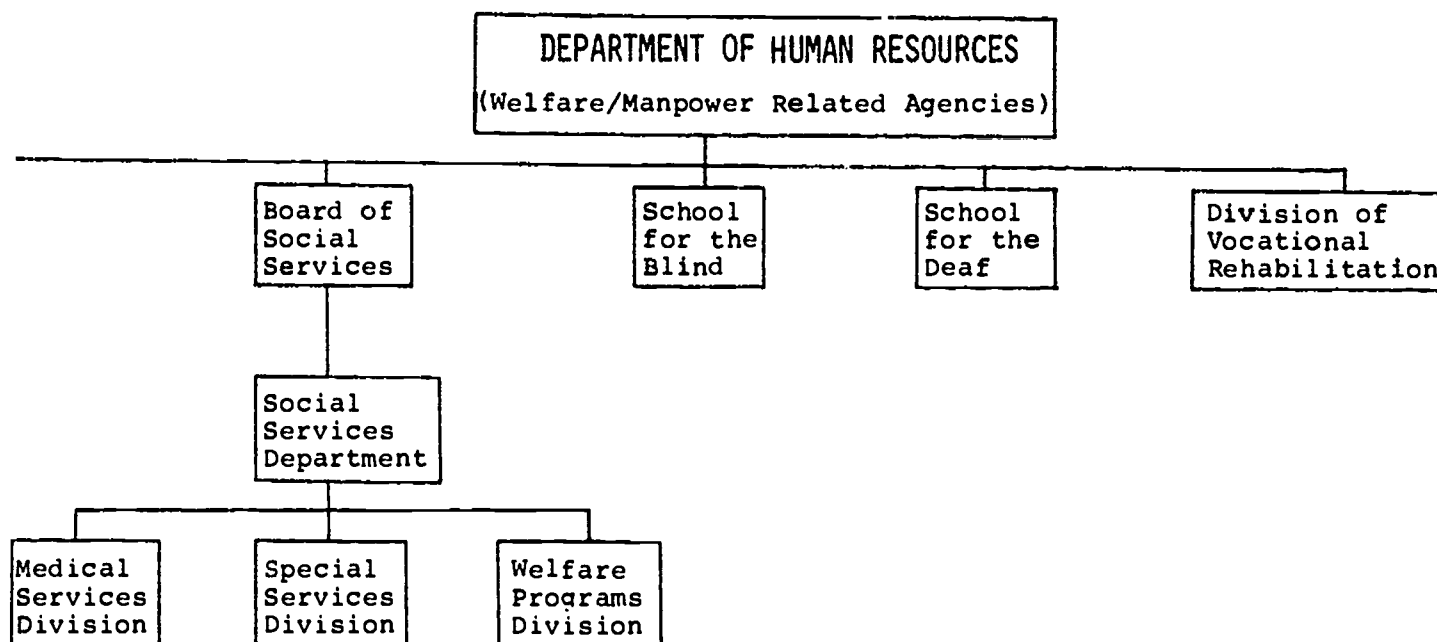 DEPARTMENT OF HUMAN RESOURCES
(Welfare/Manpower Related Agencies)
Board of
Social
Services
School
for the
Blind
School
for the
Deaf
Division of
Vocational
Rehabilitation
Social
Services
Department
Medical
Services
Division
Special
Services
Division
Welfare
Programs
Division